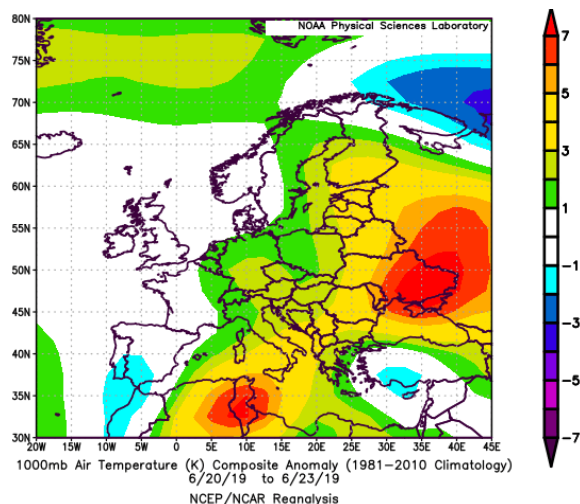 NOAA Physical Sciences Laboratory
80N
75N
70N
65N
60N
55N
50N
45N
40N
35N
30N
20W 15W 10W 5W 0 5E 10E 15E 20E 25E 30E 35E 40E 45E
7
5
3
1
-1
-3
-5
-7
1000mb Air Temperature (K) Composite Anomaly (1981-2010 Climatology)
6/20/19 to 6/23/19
NCEP/NCAR Reanalysis